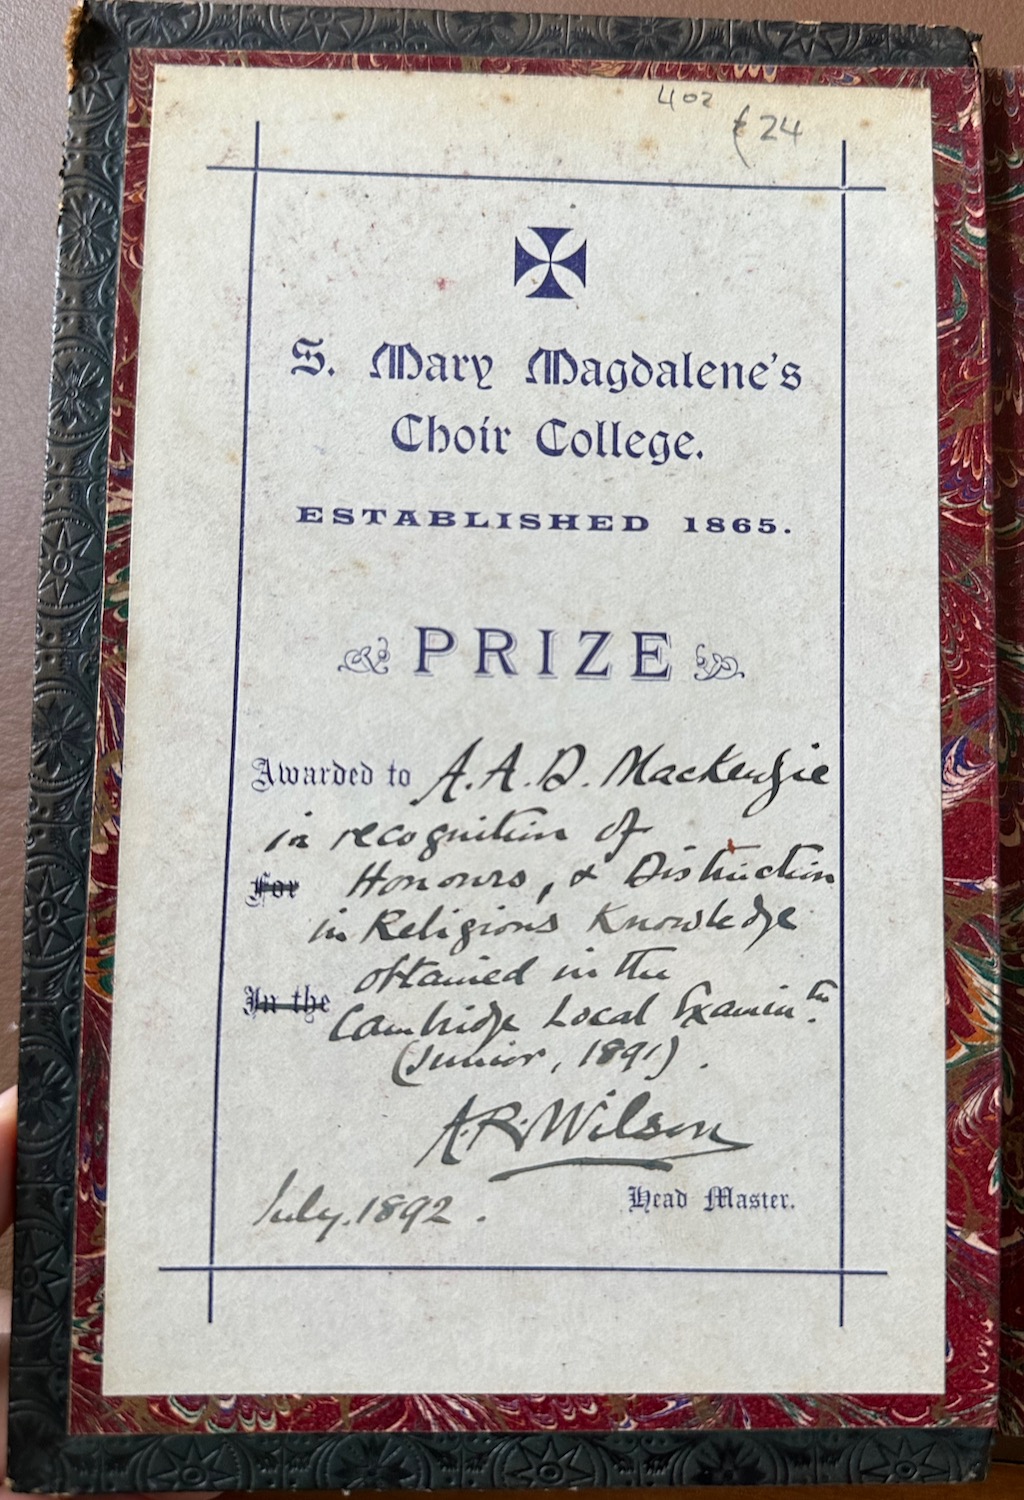 402
£24
S. Mary Magdalene's
Choir College.
ESTABLISHED 1865.
PRIZE
Awarded to A. A. D. Mackenzie
in recognition of
For Honours, & Distinction
in Religious Knowledge
obtained in the
In the Cambridge Local Examintn.
(Junior, 1891).
A. R. Wilson
Head Master.
July, 1892.